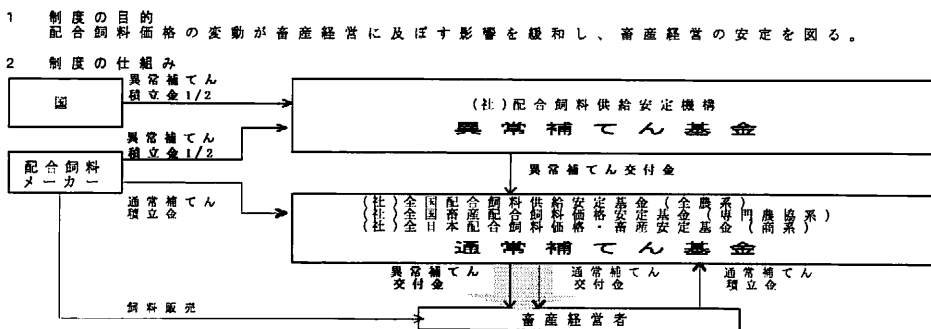 1 制度の目的
配合飼料価格の変動が畜産経営に及ぼす影響を緩和し、畜産経営の安定を図る。
2 制度の仕組み
国
異常補てん
積立金1/2
(社)配合飼料供給安定機構
異常補てん基金
異常補てん
積立金1/2
配合飼料
メーカー
異常補てん交付金
通常補てん
積立金
(社)全国配合飼料供給安定基金(全農系)
(社)全国畜産配合飼料価格安定基金(専門農協系)
(社)全日本配合飼料価格・畜産安定基金(商系)
通常補てん基金
異常補てん
交付金
通常補てん
交付金
通常補てん
積立金
飼料販売
畜産経営者